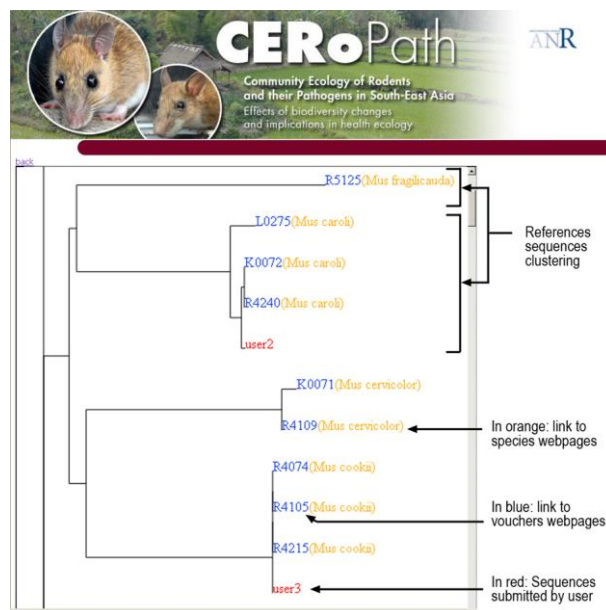 CERoPath
ANR
Community Ecology of Rodents
and their Pathogens in South-East Asia
Effects of biodiversity changes
and implications in health ecology
back
R5125(Mus fragilicauda)
L0275(Mus caroli)
References
sequences
clustering
K0072(Mus caroli)
R4240(Mus caroli)
user2
K0071(Mus cervicolor)
R4109(Mus cervicolor)
In orange: link to
species webpages
R4074(Mus cookii)
R4105(Mus cookii)
In blue: link to
vouchers webpages
R4215(Mus cookii)
user3
In red: Sequences
submitted by user